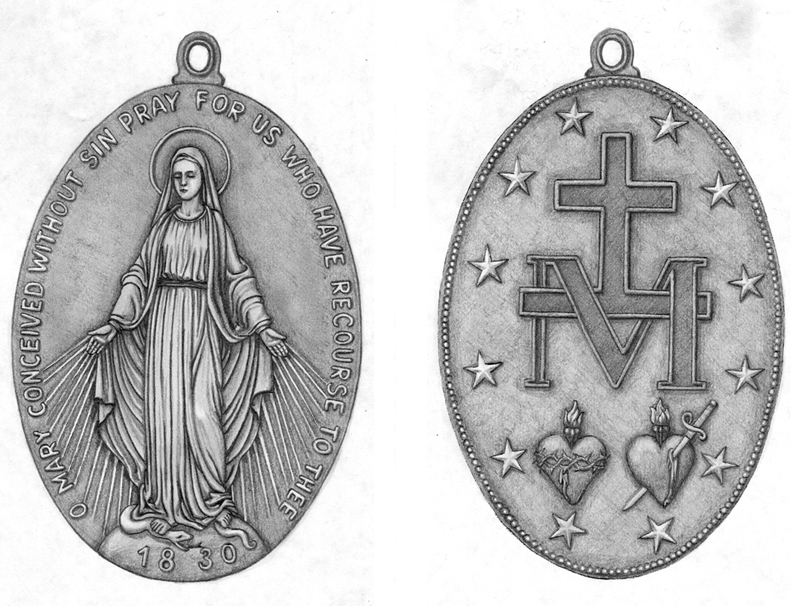 O MARY CONCEIVED WITHOUT SIN PRAY FOR US WHO HAVE RECOURSE TO THEE
1830
M